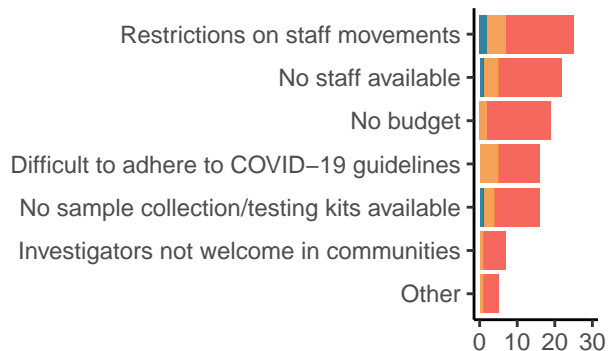 Restrictions on staff movements
No staff available
No budget
Difficult to adhere to COVID−19 guidelines
No sample collection/testing kits available
Investigators not welcome in communities
Other
0 10 20 30